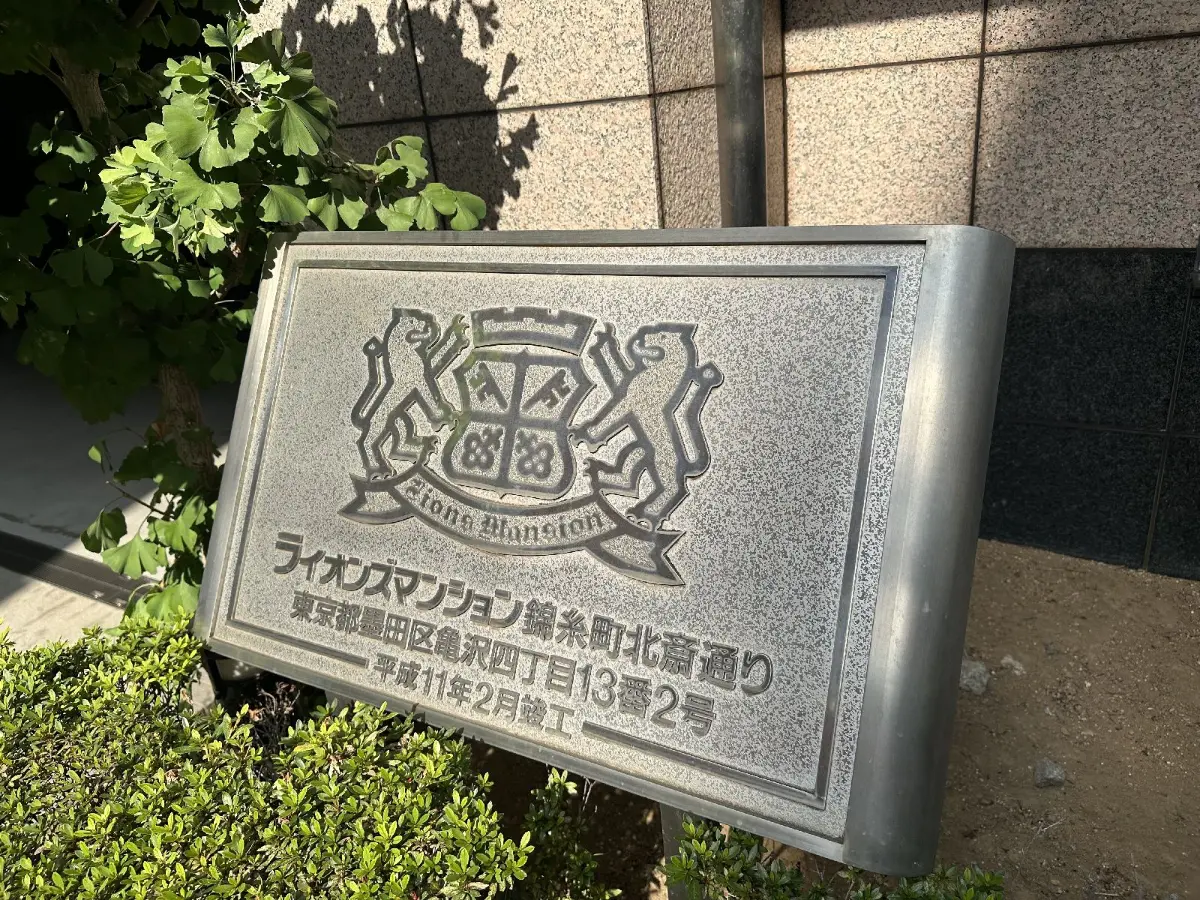 Lions Mansion
ライオンズマンション錦糸町北斎通り
東京都墨田区亀沢四丁目13番2号
平成11年2月竣工